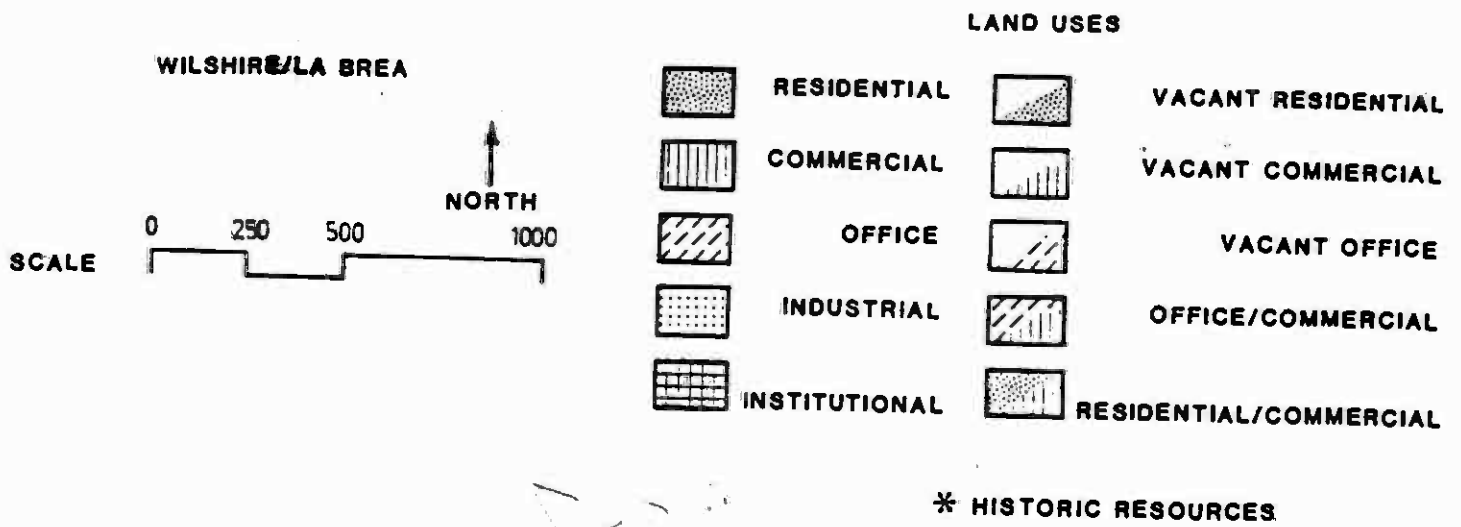 LAND USES
WILSHIRE/LA BREA
RESIDENTIAL
VACANT RESIDENTIAL
COMMERCIAL
VACANT COMMERCIAL
NORTH
0 250 500 1000
SCALE
OFFICE
VACANT OFFICE
INDUSTRIAL
OFFICE/COMMERCIAL
INSTITUTIONAL
RESIDENTIAL/COMMERCIAL
* HISTORIC RESOURCES